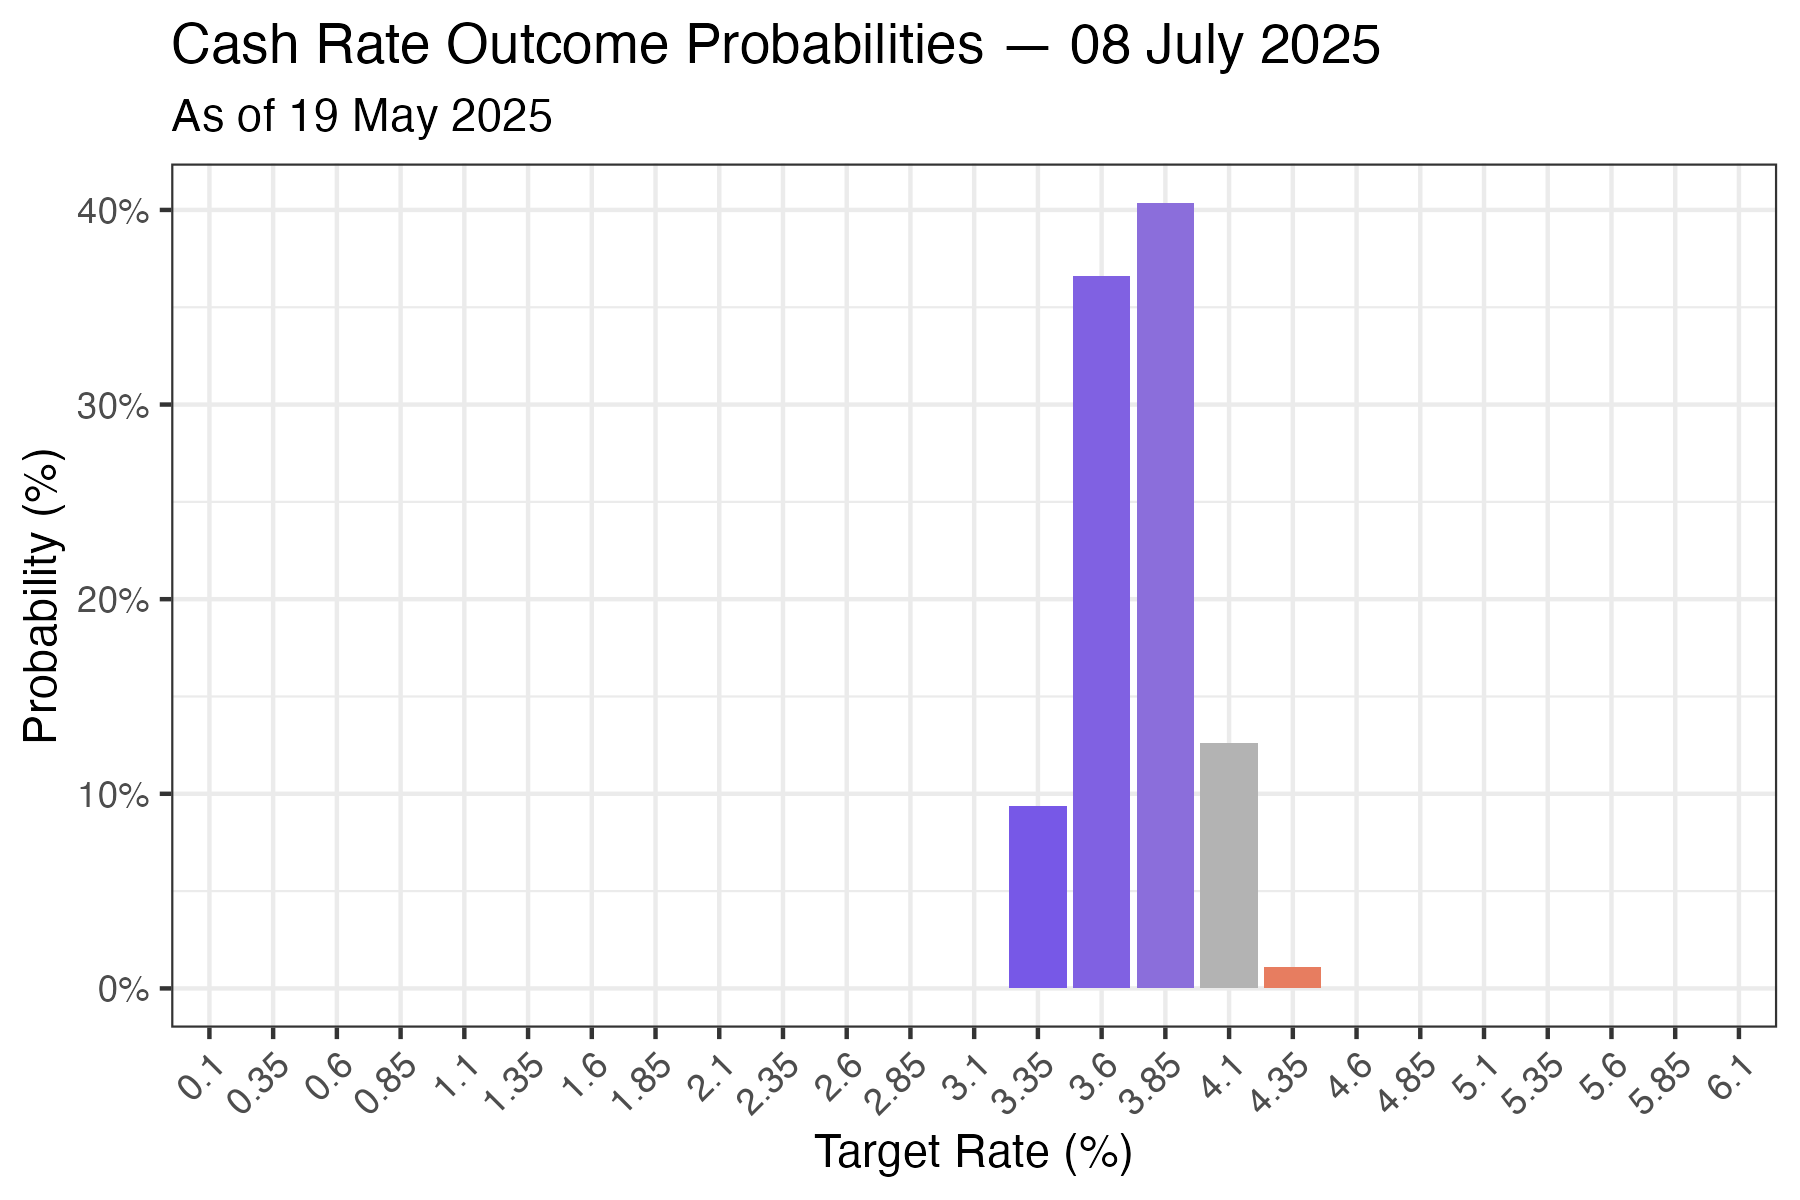 Cash Rate Outcome Probabilities — 08 July 2025
As of 19 May 2025
Probability (%)
40%
30%
20%
10%
0%
0.1 0.35 0.6 0.85 1.1 1.35 1.6 1.85 2.1 2.35 2.6 2.85 3.1 3.35 3.6 3.85 4.1 4.35 4.6 4.85 5.1 5.35 5.6 5.85 6.1
Target Rate (%)